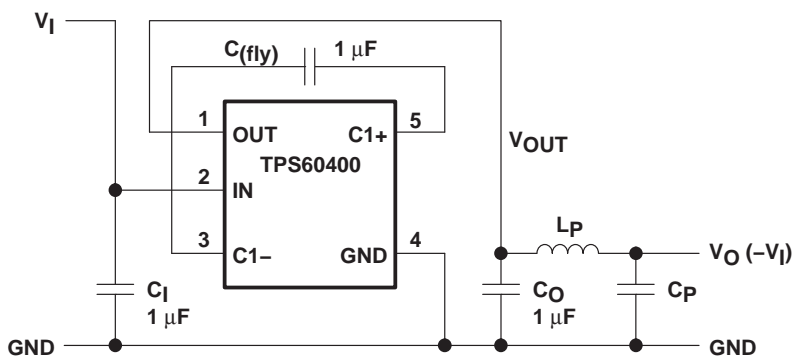 VI
C(fly) 1 μF
1 OUT C1+ 5
VOUT
TPS60400
2 IN
LP
3 C1− GND 4
VO (−VI)
CI
1 μF
CO
1 μF
CP
GND GND